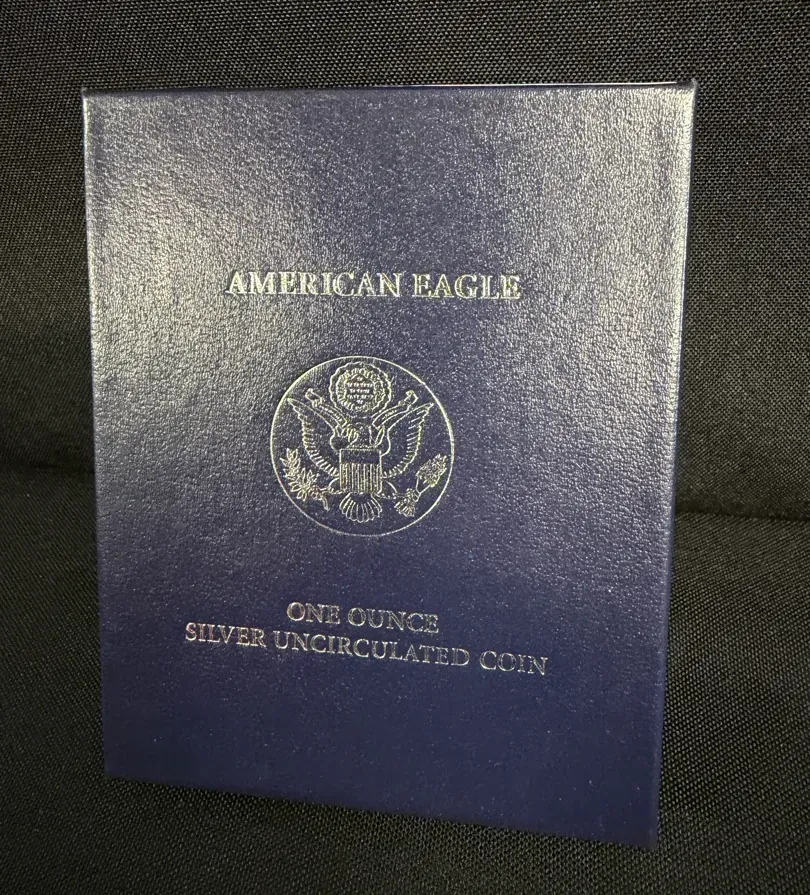 AMERICAN EAGLE
ONE OUNCE
SILVER UNCIRCULATED COIN